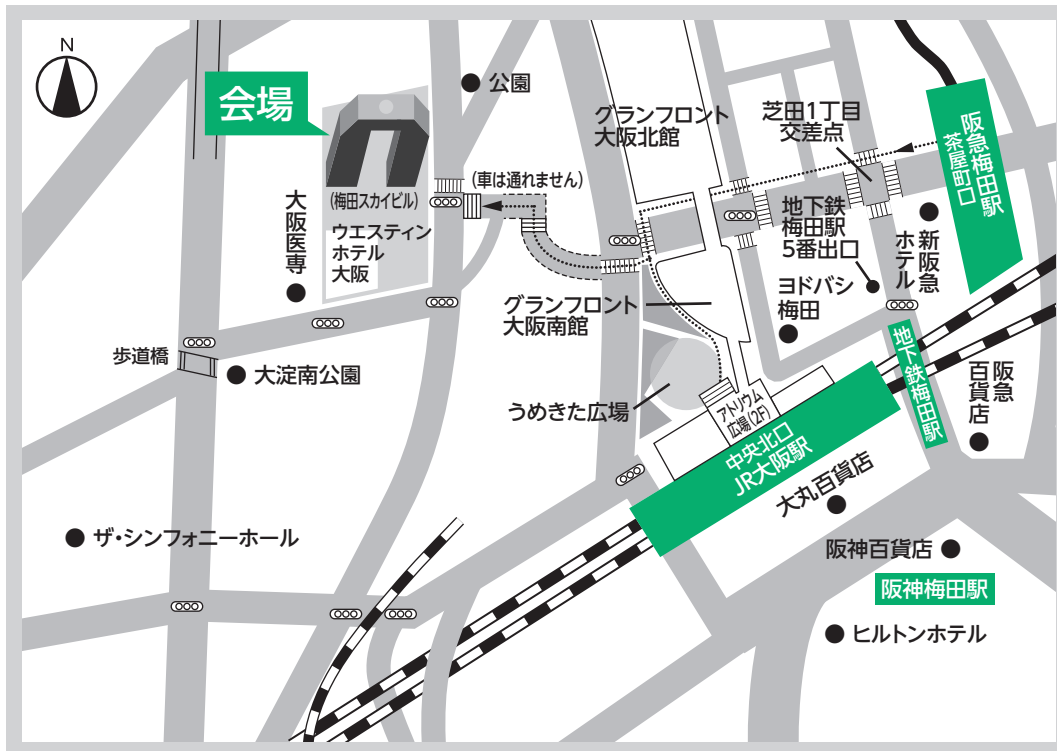 N
会場
公園
グランフロント
大阪北館
芝田1丁目
交差点
阪急梅田駅
茶屋町口
(車は通れません)
(梅田スカイビル)
ウエスティン
ホテル
大阪
大阪医専
地下鉄
梅田駅
5番出口
新阪急
ホテル
ヨドバシ
梅田
グランフロント
大阪南館
歩道橋
大淀南公園
うめきた広場
アトリウム
広場(2F)
地下鉄梅田駅
阪急
百貨店
中央北口
JR大阪駅
大丸百貨店
ザ・シンフォニーホール
阪神百貨店
阪神梅田駅
ヒルトンホテル